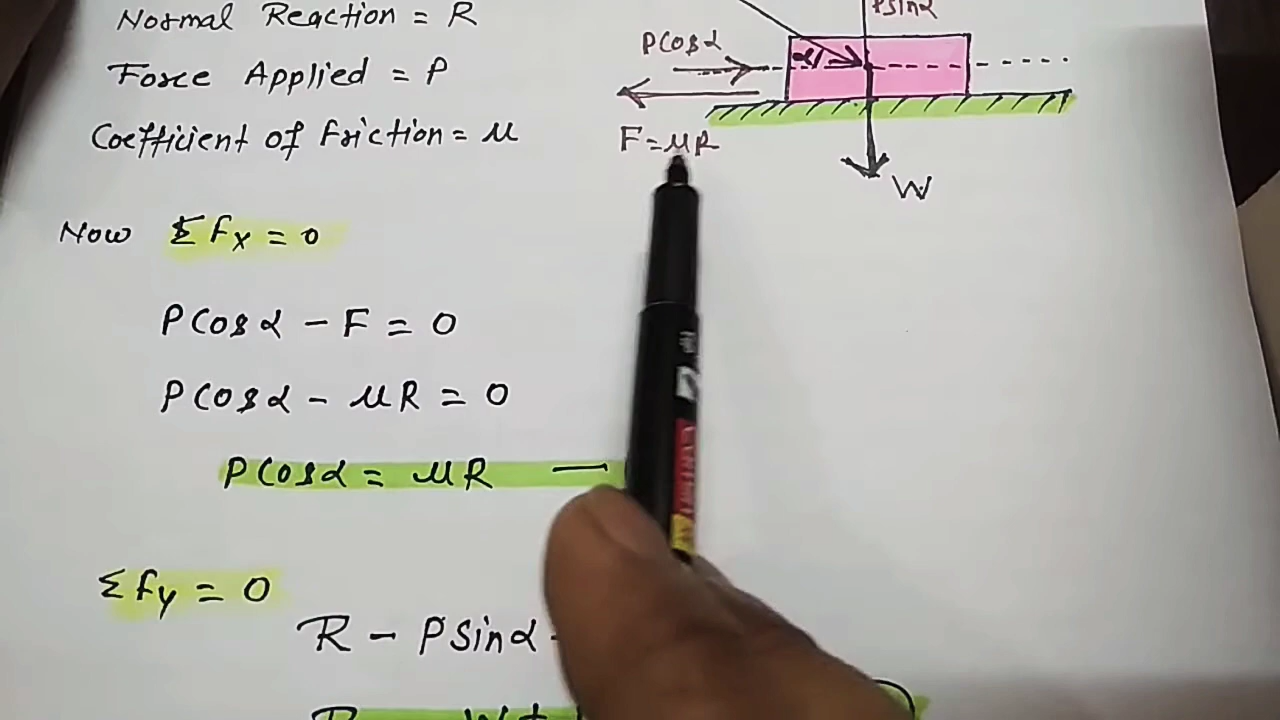 Normal Reaction = R
Force Applied = P
Coefficient of Friction = μ
Psinα
Pcosα
α
F = μR
W
Now ΣFx = 0
PCosα - F = 0
PCosα - μR = 0
PCosα = μR —
ΣFy = 0
R - PSinα -